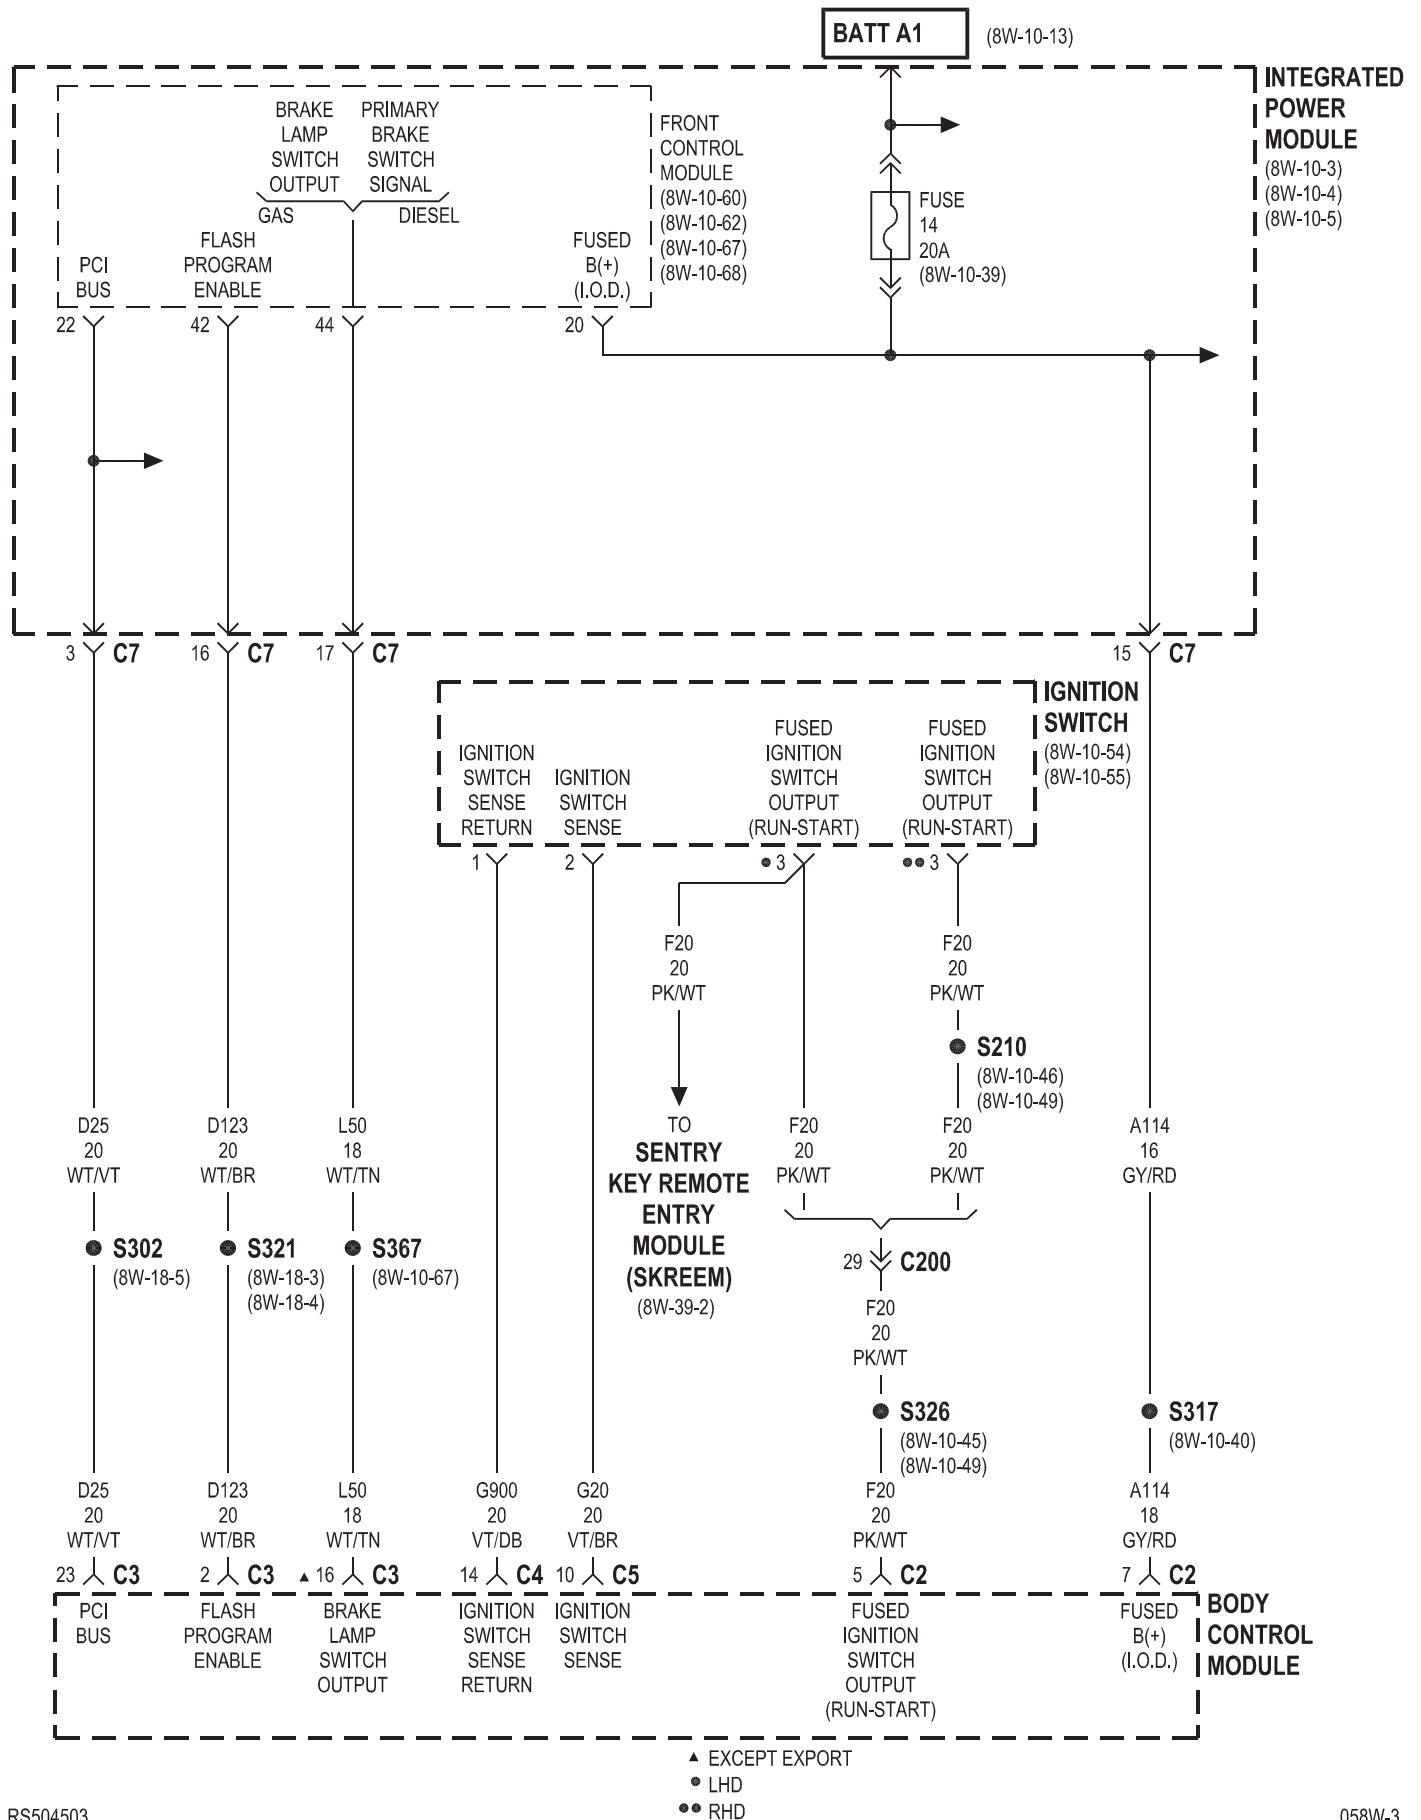 BATT A1 (8W-10-13)
INTEGRATED
POWER
MODULE
(8W-10-3)
(8W-10-4)
(8W-10-5)
FRONT
CONTROL
MODULE
(8W-10-60)
(8W-10-62)
(8W-10-67)
(8W-10-68)
BRAKE
LAMP
SWITCH
OUTPUT
PRIMARY
BRAKE
SWITCH
SIGNAL
GAS
DIESEL
PCI
BUS
FLASH
PROGRAM
ENABLE
FUSED
B(+)
(I.O.D.)
FUSE
14
20A
(8W-10-39)
22
42
44
20
3 C7
16 C7
17 C7
15 C7
IGNITION
SWITCH
(8W-10-54)
(8W-10-55)
IGNITION
SWITCH
SENSE
RETURN
IGNITION
SWITCH
SENSE
FUSED
IGNITION
SWITCH
OUTPUT
(RUN-START)
FUSED
IGNITION
SWITCH
OUTPUT
(RUN-START)
1
2
● 3
●● 3
F20
20
PK/WT
F20
20
PK/WT
S210
(8W-10-46)
(8W-10-49)
D25
20
WT/VT
D123
20
WT/BR
L50
18
WT/TN
TO
SENTRY
KEY REMOTE
ENTRY
MODULE
(SKREEM)
(8W-39-2)
F20
20
PK/WT
F20
20
PK/WT
A114
16
GY/RD
S302
(8W-18-5)
S321
(8W-18-3)
(8W-18-4)
S367
(8W-10-67)
29 C200
F20
20
PK/WT
S326
(8W-10-45)
(8W-10-49)
S317
(8W-10-40)
D25
20
WT/VT
D123
20
WT/BR
L50
18
WT/TN
G900
20
VT/DB
G20
20
VT/BR
F20
20
PK/WT
A114
18
GY/RD
23 C3
2 C3
▲ 16 C3
14 C4
10 C5
5 C2
7 C2
BODY
CONTROL
MODULE
PCI
BUS
FLASH
PROGRAM
ENABLE
BRAKE
LAMP
SWITCH
OUTPUT
IGNITION
SWITCH
SENSE
RETURN
IGNITION
SWITCH
SENSE
FUSED
IGNITION
SWITCH
OUTPUT
(RUN-START)
FUSED
B(+)
(I.O.D.)
▲ EXCEPT EXPORT
● LHD
●● RHD
RS504503
058W-3